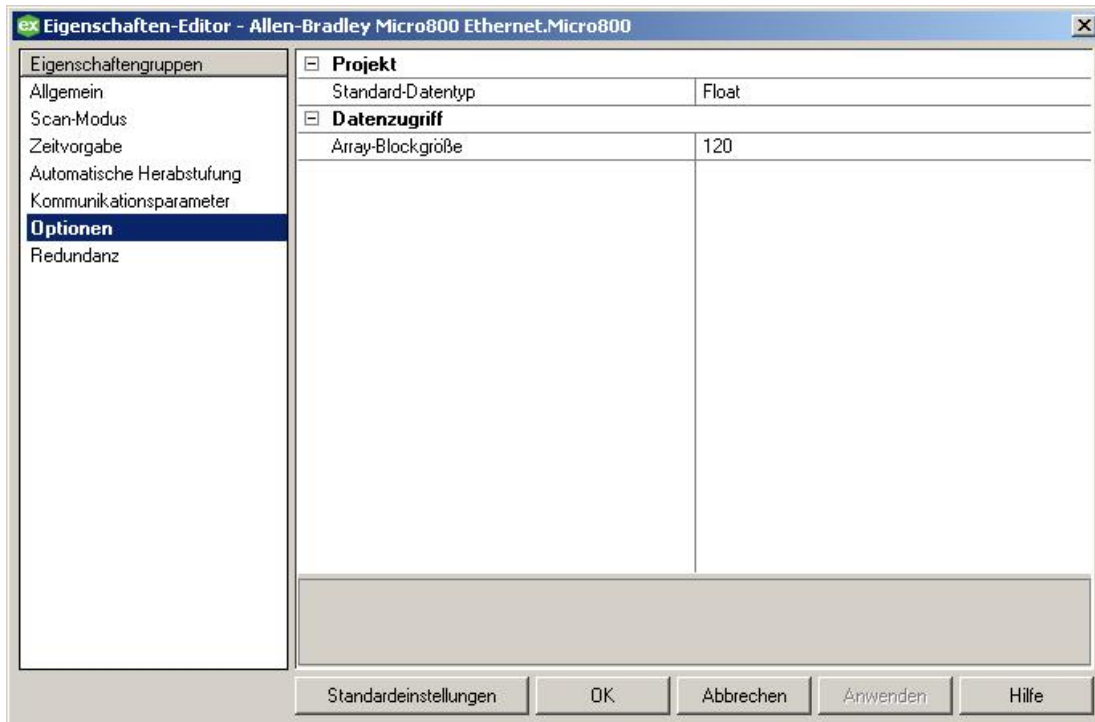 ex Eigenschaften-Editor - Allen-Bradley Micro800 Ethernet.Micro800
Eigenschaftengruppen
Allgemein
Scan-Modus
Zeitvorgabe
Automatische Herabstufung
Kommunikationsparameter
Optionen
Redundanz
Projekt
Standard-Datentyp Float
Datenzugriff
Array-Blockgröße 120
Standardeinstellungen OK Abbrechen Anwenden Hilfe